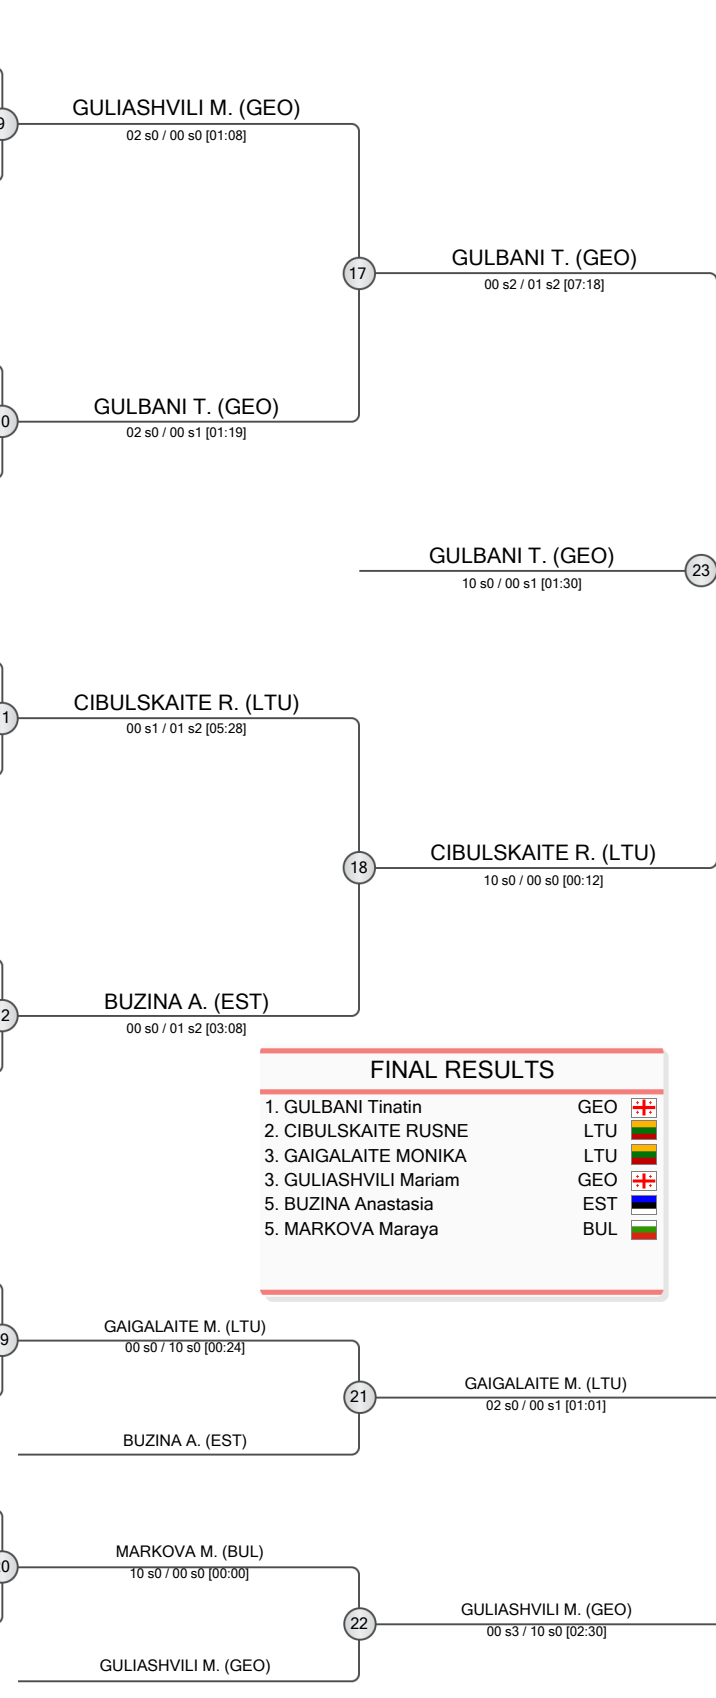 GULIASHVILI M. (GEO)
9
02 s0 / 00 s0 [01:08]
GULBANI T. (GEO)
17
00 s2 / 01 s2 [07:18]
GULBANI T. (GEO)
0
02 s0 / 00 s1 [01:19]
GULBANI T. (GEO)
23
10 s0 / 00 s1 [01:30]
CIBULSKAITE R. (LTU)
1
00 s1 / 01 s2 [05:28]
CIBULSKAITE R. (LTU)
18
10 s0 / 00 s0 [00:12]
BUZINA A. (EST)
2
00 s0 / 01 s2 [03:08]
FINAL RESULTS
1. GULBANI Tinatin GEO
2. CIBULSKAITE RUSNE LTU
3. GAIGALAITE MONIKA LTU
3. GULIASHVILI Mariam GEO
5. BUZINA Anastasia EST
5. MARKOVA Maraya BUL
GAIGALAITE M. (LTU)
9
00 s0 / 10 s0 [00:24]
GAIGALAITE M. (LTU)
21
02 s0 / 00 s1 [01:01]
BUZINA A. (EST)
MARKOVA M. (BUL)
20
10 s0 / 00 s0 [00:00]
GULIASHVILI M. (GEO)
22
00 s3 / 10 s0 [02:30]
GULIASHVILI M. (GEO)